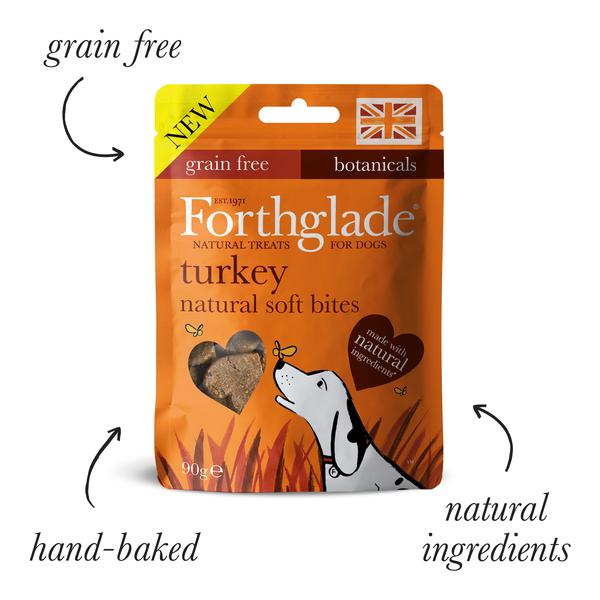 grain free
NEW
grain free
botanicals
EST.1971
Forthglade®
NATURAL TREATS FOR DOGS
turkey
natural soft bites
made with
natural
ingredients*
90g℮
F
TM
hand-baked
natural
ingredients